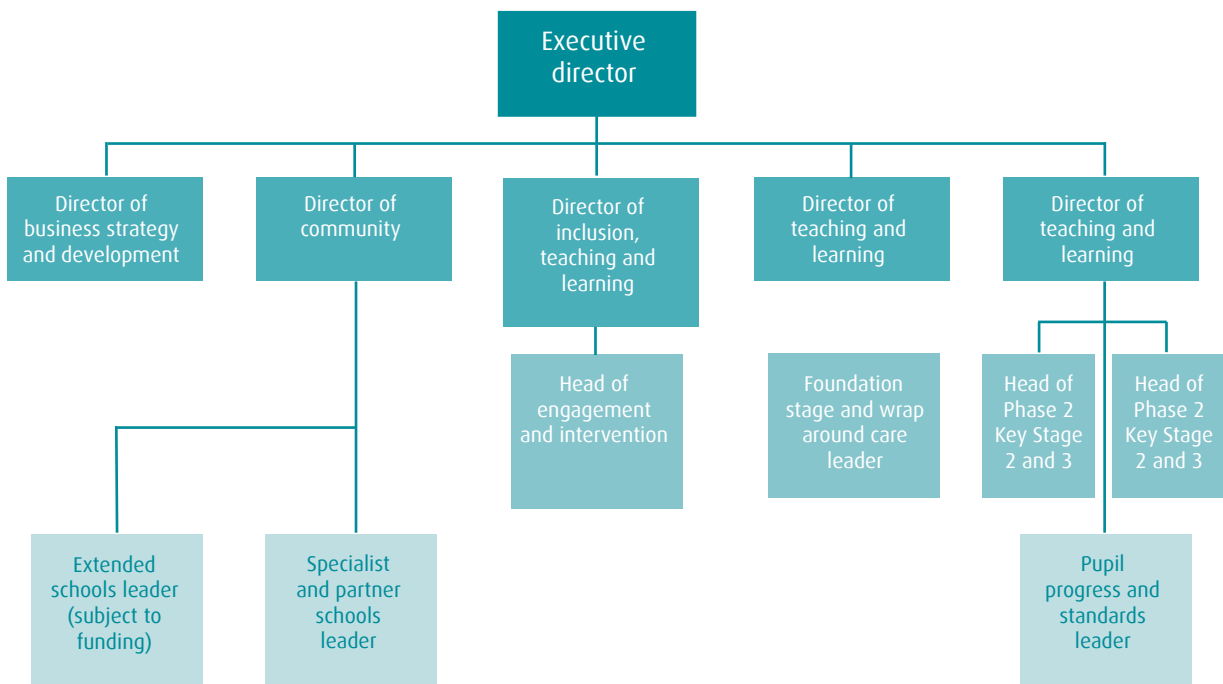 Executive
director
Director of
business strategy
and development
Director of
community
Director of
inclusion,
teaching and
learning
Director of
teaching and
learning
Director of
teaching and
learning
Head of
engagement
and intervention
Foundation
stage and wrap
around care
leader
Head of
Phase 2
Key Stage
2 and 3
Head of
Phase 2
Key Stage
2 and 3
Extended
schools leader
(subject to
funding)
Specialist
and partner
schools
leader
Pupil
progress and
standards
leader